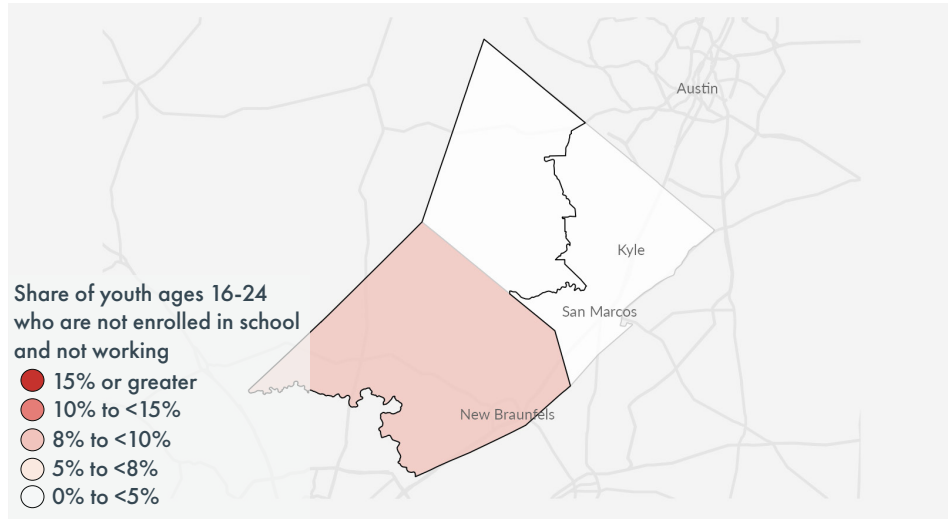 Austin
Kyle
San Marcos
New Braunfels
Share of youth ages 16-24
who are not enrolled in school
and not working
15% or greater
10% to <15%
8% to <10%
5% to <8%
0% to <5%